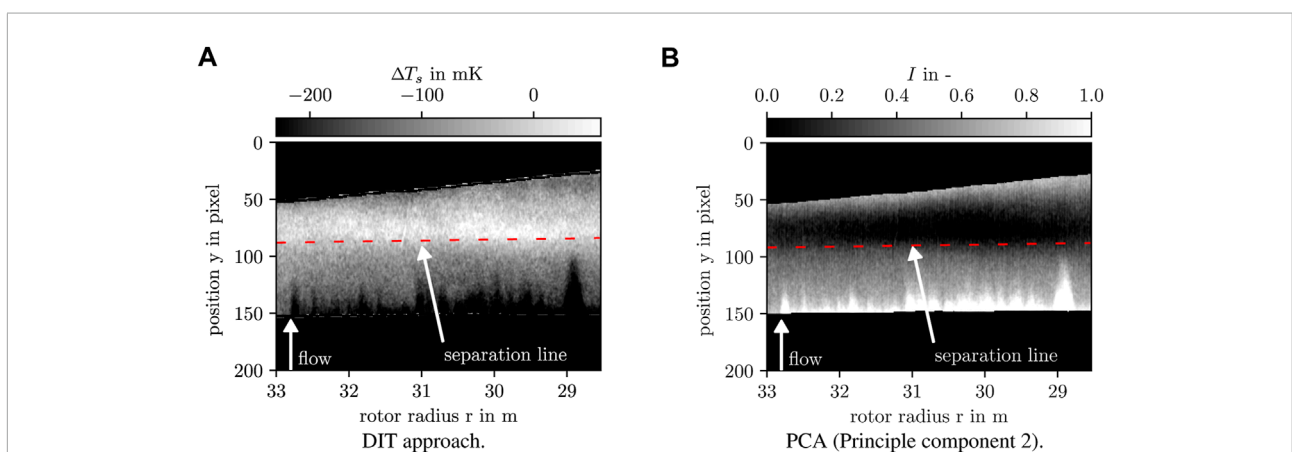 A
B
ΔTs in mK
−200 −100 0
I in -
0.0 0.2 0.4 0.6 0.8 1.0
position y in pixel
0
50
100
150
200
flow
separation line
33 32 31 30 29
rotor radius r in m
DIT approach.
position y in pixel
0
50
100
150
200
flow
separation line
33 32 31 30 29
rotor radius r in m
PCA (Principle component 2).